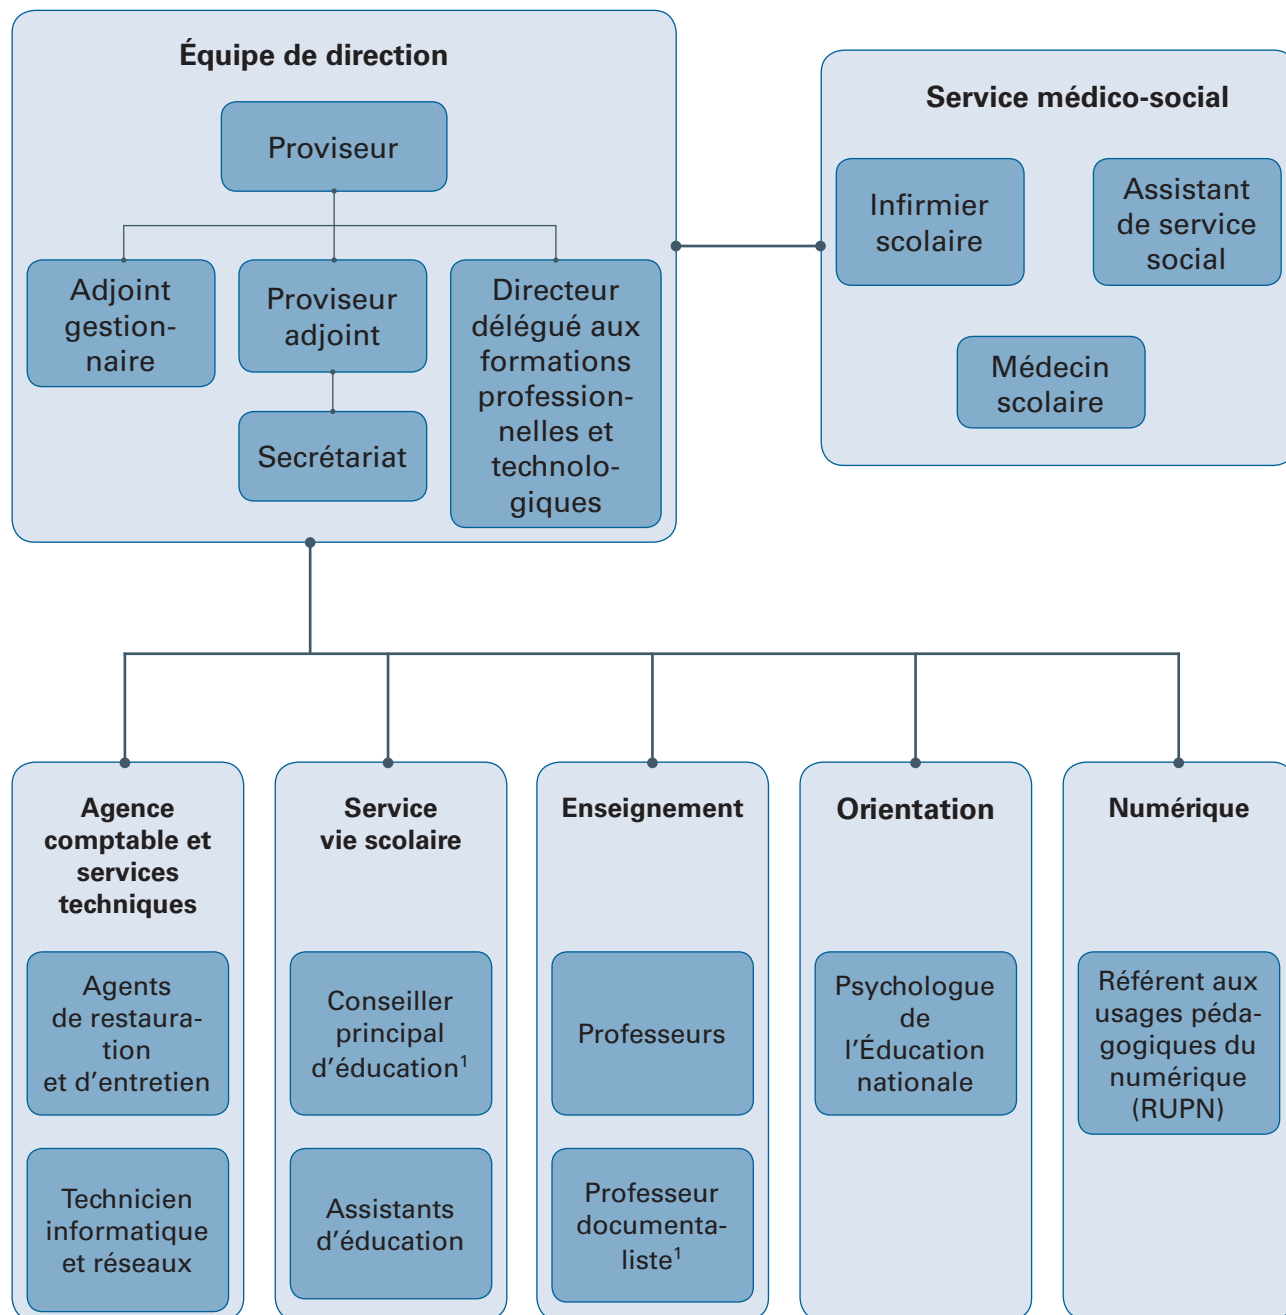 Équipe de direction
Proviseur
Adjoint
gestion-
naire
Proviseur
adjoint
Secrétariat
Directeur
délégué aux
formations
profession-
nelles et
technolo-
giques
Service médico-social
Infirmier
scolaire
Assistant
de service
social
Médecin
scolaire
Agence
comptable et
services
techniques
Agents
de restaura-
tion
et d'entretien
Technicien
informatique
et réseaux
Service
vie scolaire
Conseiller
principal
d'éducation¹
Assistants
d'éducation
Enseignement
Professeurs
Professeur
documenta-
liste¹
Orientation
Psychologue
de
l'Éducation
nationale
Numérique
Référent aux
usages péda-
gogiques du
numérique
(RUPN)